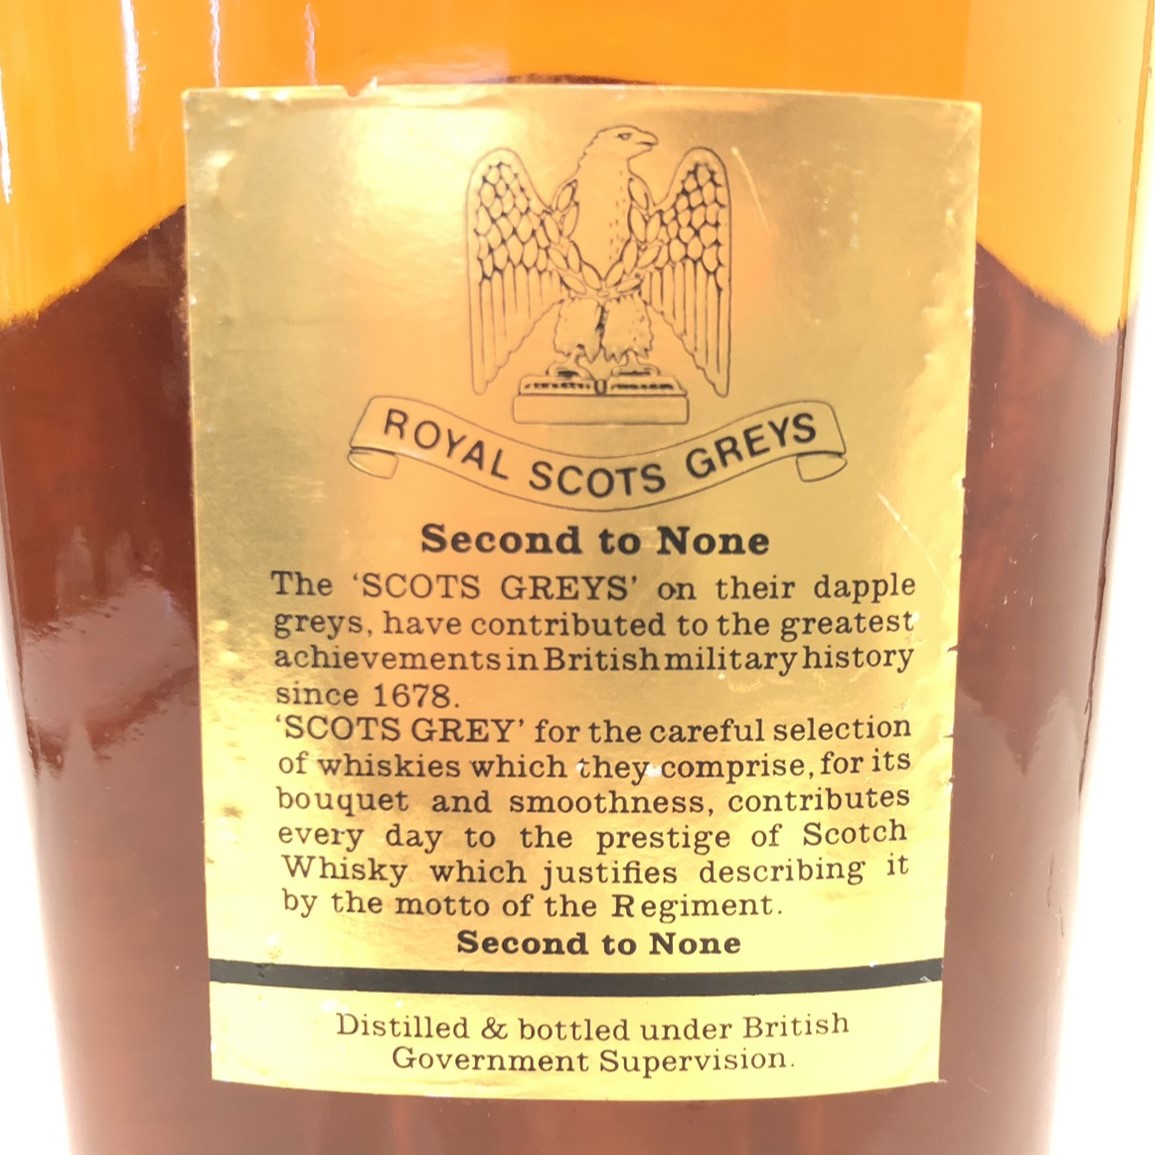 ROYAL SCOTS GREYS
Second to None
The ‘SCOTS GREYS’ on their dapple
greys, have contributed to the greatest
achievements in British military history
since 1678.
‘SCOTS GREY’ for the careful selection
of whiskies which they comprise, for its
bouquet and smoothness, contributes
every day to the prestige of Scotch
Whisky which justifies describing it
by the motto of the Regiment.
Second to None
Distilled & bottled under British
Government Supervision.